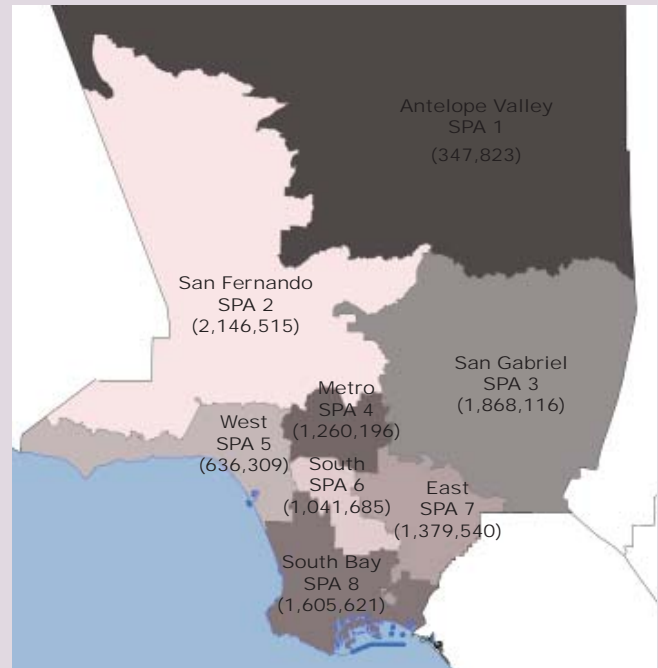 Antelope Valley
SPA 1
(347,823)
San Fernando
SPA 2
(2,146,515)
San Gabriel
SPA 3
(1,868,116)
Metro
SPA 4
(1,260,196)
West
SPA 5
(636,309)
South
SPA 6
(1,041,685)
East
SPA 7
(1,379,540)
South Bay
SPA 8
(1,605,621)